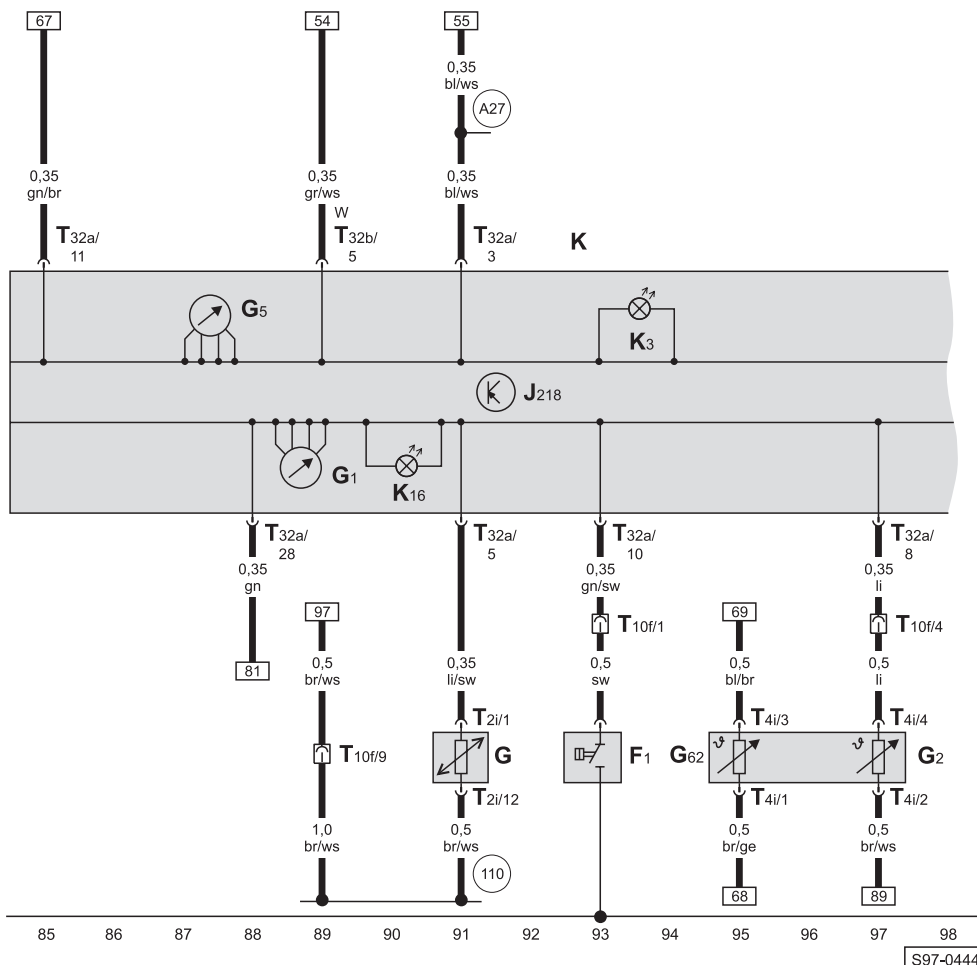 67 54 55
0,35
bl/ws
A27
0,35 0,35 0,35
gn/br gr/ws bl/ws
W
T32a/ T32b/ T32a/ K
11 5 3
G5
K3
J218
G1
K16
T32a/ T32a/ T32a/ T32a/
28 5 10 8
0,35 0,35 0,35
gn gn/sw li
97 69
T10f/1 T10f/4
81
0,5 0,35 0,5 0,5 0,5
br/ws li/sw sw bl/br li
T2i/1 T4i/3 T4i/4
T10f/9 G F1 G62 G2
T2i/12 T4i/1 T4i/2
1,0 0,5 0,5 0,5
br/ws br/ws br/ge br/ws
110
68 89
85 86 87 88 89 90 91 92 93 94 95 96 97 98
S97-0444